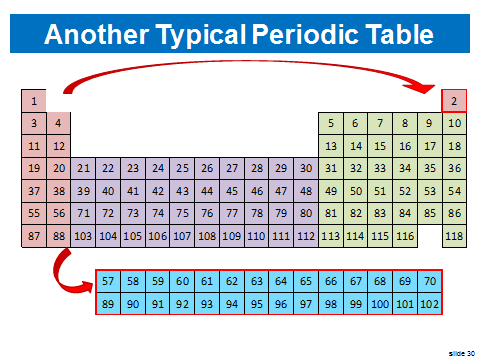 Another Typical Periodic Table
1 2
3 4 5 6 7 8 9 10
11 12 13 14 15 16 17 18
19 20 21 22 23 24 25 26 27 28 29 30 31 32 33 34 35 36
37 38 39 40 41 42 43 44 45 46 47 48 49 50 51 52 53 54
55 56 71 72 73 74 75 76 77 78 79 80 81 82 83 84 85 86
87 88 103 104 105 106 107 108 109 110 111 112 113 114 115 116 118
57 58 59 60 61 62 63 64 65 66 67 68 69 70
89 90 91 92 93 94 95 96 97 98 99 100 101 102
slide 30